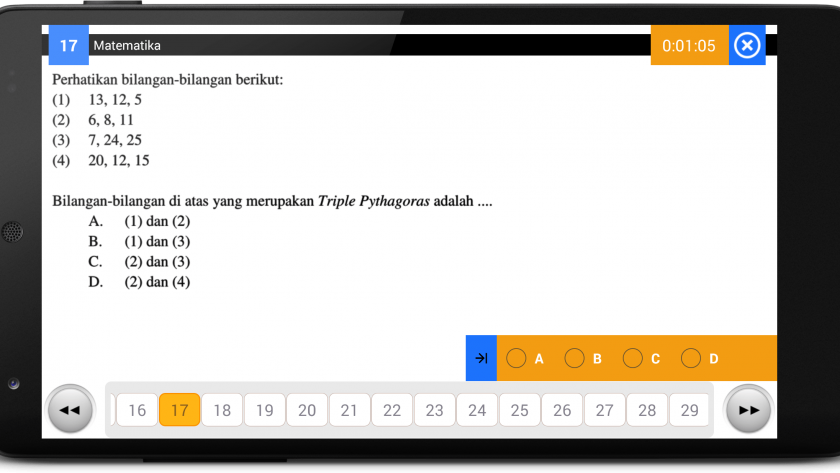 17 Matematika 0:01:05
Perhatikan bilangan-bilangan berikut:
(1) 13, 12, 5
(2) 6, 8, 11
(3) 7, 24, 25
(4) 20, 12, 15
Bilangan-bilangan di atas yang merupakan Triple Pythagoras adalah ....
A. (1) dan (2)
B. (1) dan (3)
C. (2) dan (3)
D. (2) dan (4)
A B C D
16 17 18 19 20 21 22 23 24 25 26 27 28 29